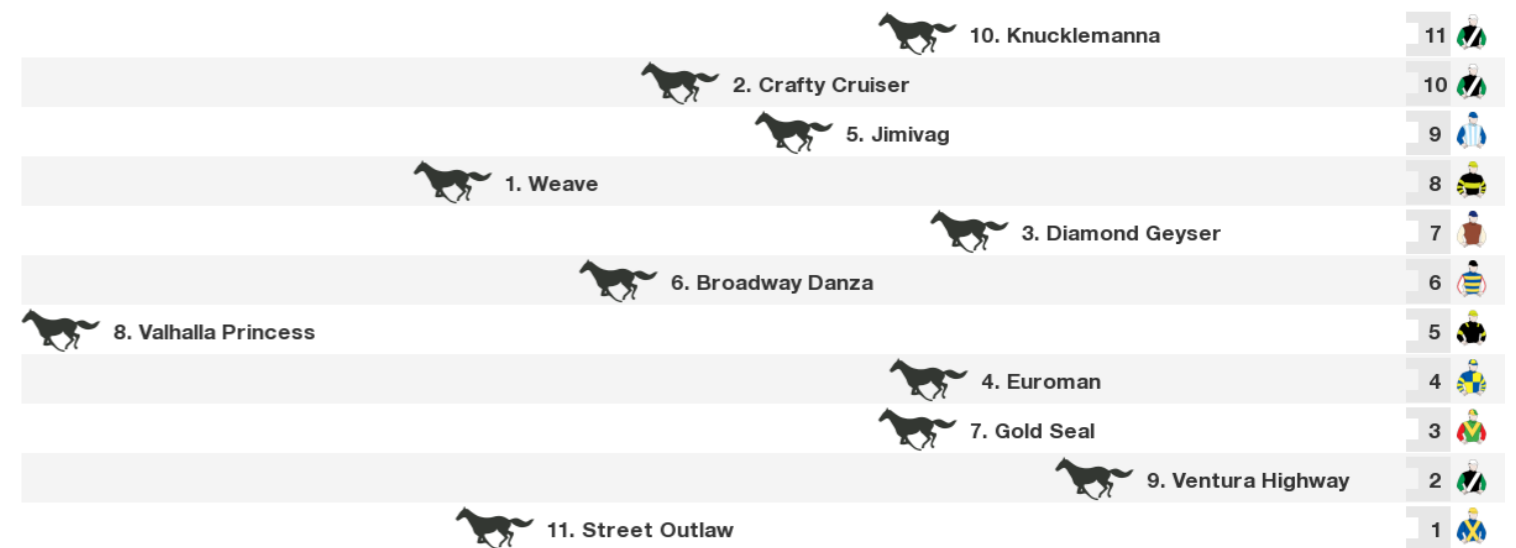 10. Knucklemanna 11
2. Crafty Cruiser 10
5. Jimivag 9
1. Weave 8
3. Diamond Geyser 7
6. Broadway Danza 6
8. Valhalla Princess 5
4. Euroman 4
7. Gold Seal 3
9. Ventura Highway 2
11. Street Outlaw 1